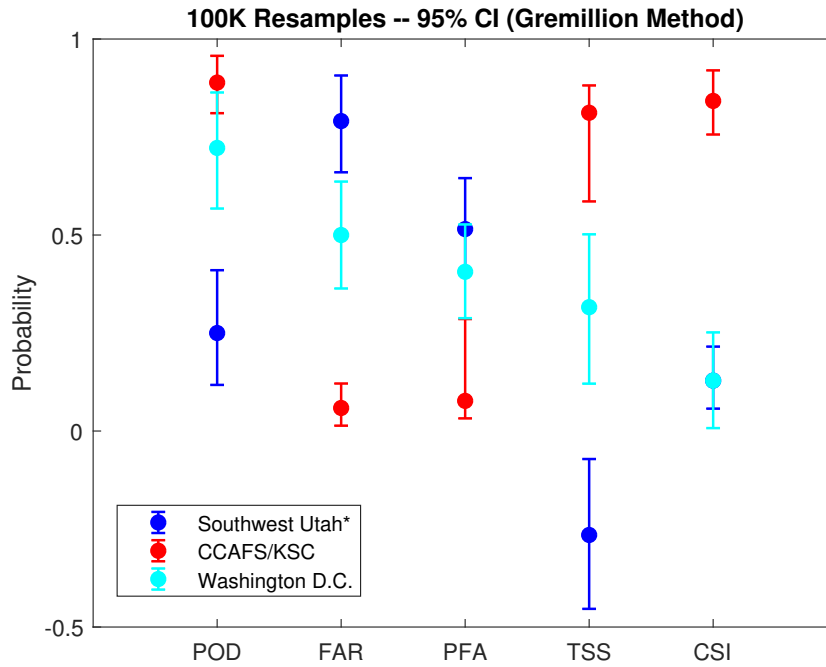 100K Resamples -- 95% CI (Gremillion Method)
1
0.5
0
-0.5
Probability
Southwest Utah*
CCAFS/KSC
Washington D.C.
POD FAR PFA TSS CSI